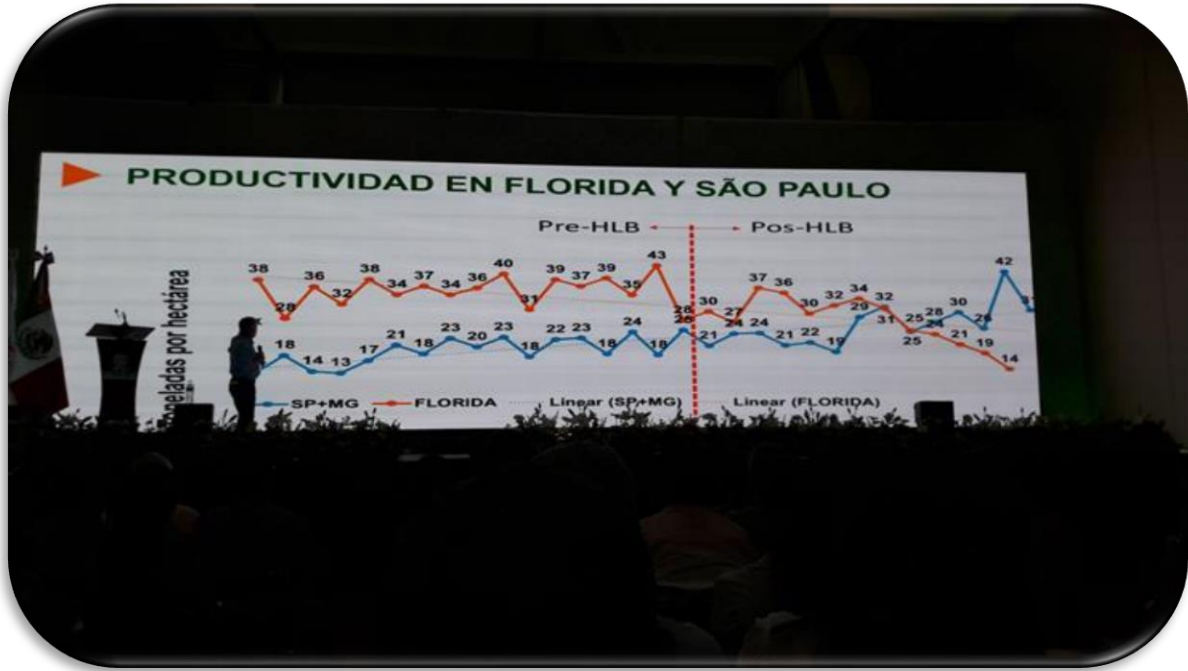 PRODUCTIVIDAD EN FLORIDA Y SÃO PAULO
Pre-HLB Pos-HLB
por hectárea
38 28 36 32 38 34 37 34 36 40 31 39 37 39 35 43 28 30 27 37 36 30 32 34 32 25 24 21 19 14
18 14 13 17 21 18 23 20 23 18 22 23 18 24 18 21 24 24 21 22 19 29 31 25 28 30 42
SP+MG FLORIDA Linear (SP+MG) Linear (FLORIDA)